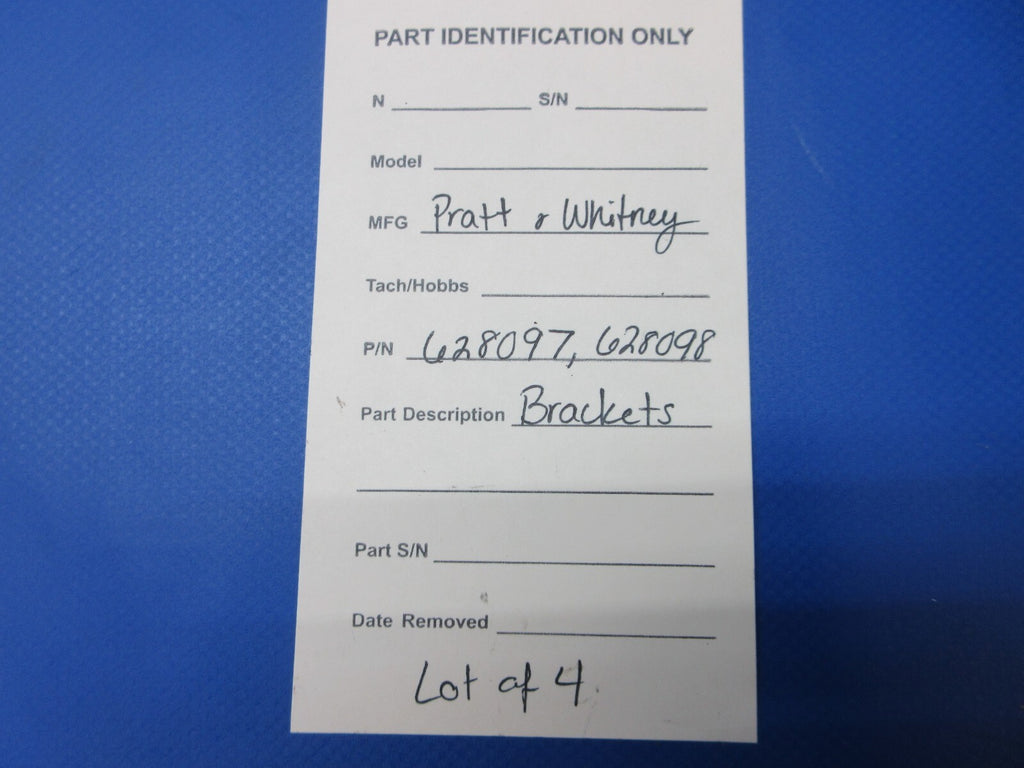 PART IDENTIFICATION ONLY
N S/N
Model
MFG Pratt & Whitney
Tach/Hobbs
P/N 628097, 628098
Part Description Brackets
Part S/N
Date Removed
Lot of 4